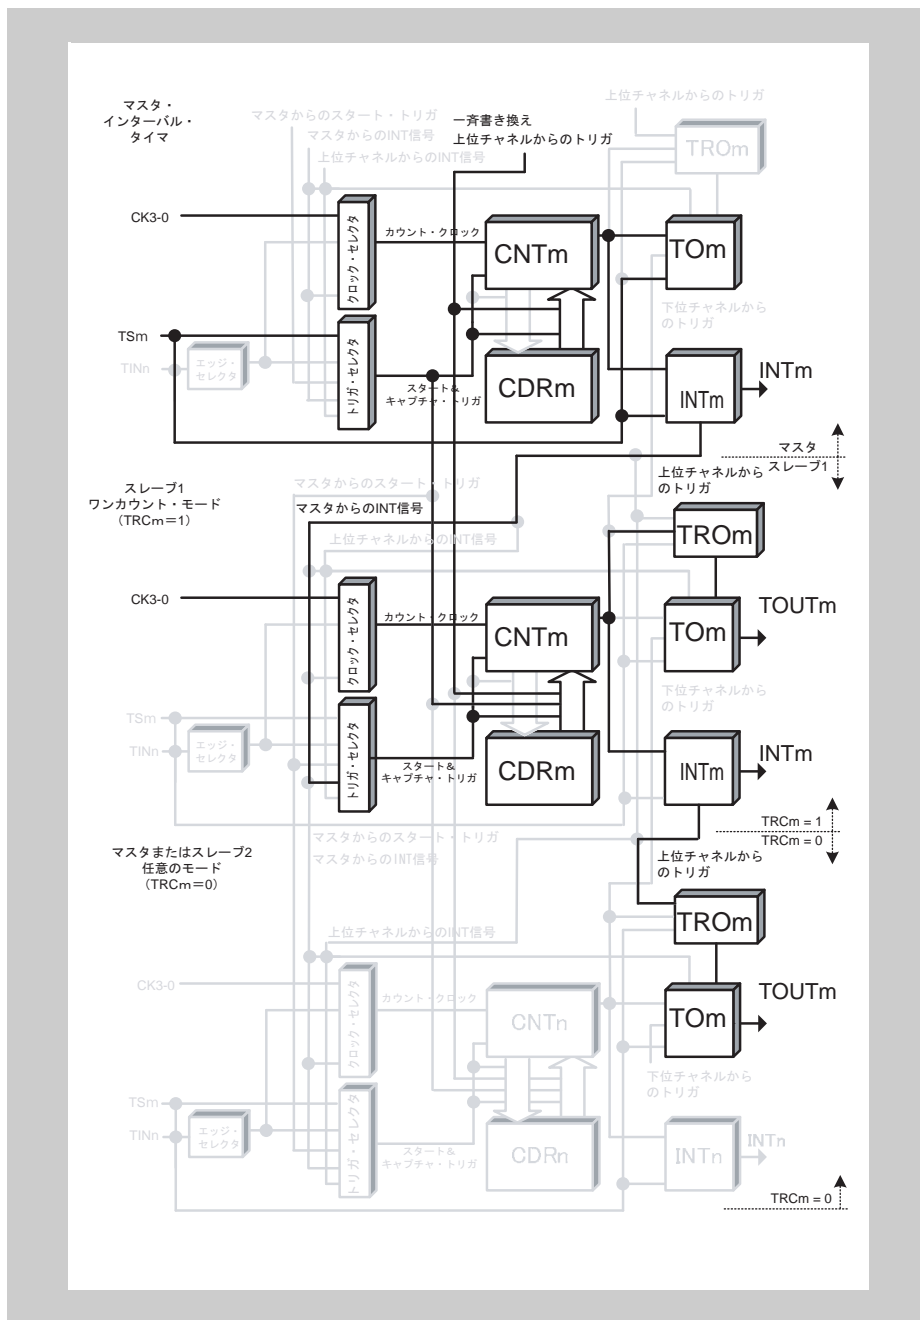 マスタ・
インターバル・
タイマ
マスタからのスタート・トリガ
マスタからのINT信号
上位チャネルからのINT信号
一斉書き換え
上位チャネルからのトリガ
上位チャネルからのトリガ
TROm
CK3-0
クロック・セレクタ
カウント・クロック
CNTm
TOm
下位チャネルから
のトリガ
TSm
TINn
エッジ・
セレクタ
トリガ・セレクタ
スタート&
キャプチャ・トリガ
CDRm
INTm
INTm
マスタ
スレーブ1
上位チャネルから
のトリガ
スレーブ1
ワンカウント・モード
(TRCm=1)
マスタからのスタート・トリガ
マスタからのINT信号
上位チャネルからのINT信号
TROm
CK3-0
クロック・セレクタ
カウント・クロック
CNTm
TOm
TOUTm
下位チャネルから
のトリガ
TSm
TINn
エッジ・
セレクタ
トリガ・セレクタ
スタート&
キャプチャ・トリガ
CDRm
INTm
INTm
TRCm = 1
TRCm = 0
マスタまたはスレーブ2
任意のモード
(TRCm=0)
マスタからのスタート・トリガ
マスタからのINT信号
上位チャネルからのINT信号
上位チャネルから
のトリガ
TROm
CK3-0
クロック・セレクタ
カウント・クロック
CNTn
TOm
TOUTm
下位チャネルから
のトリガ
TSm
TINn
エッジ・
セレクタ
トリガ・セレクタ
スタート&
キャプチャ・トリガ
CDRn
INTn
INTn
TRCm = 0